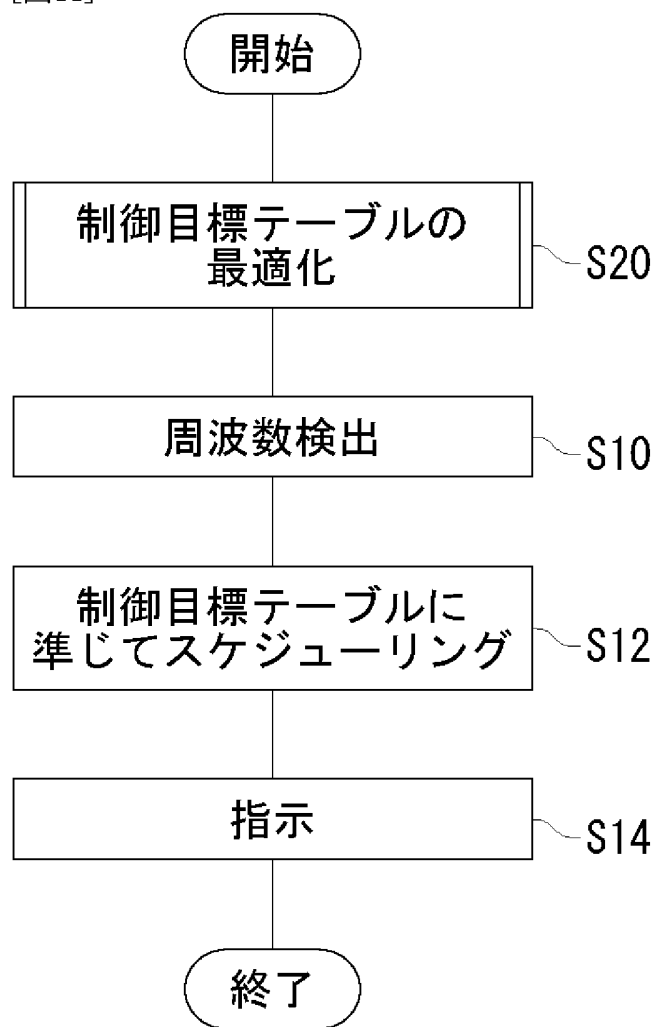 開始
制御目標テーブルの
最適化
S20
周波数検出
S10
制御目標テーブルに
準じてスケジューリング
S12
指示
S14
終了